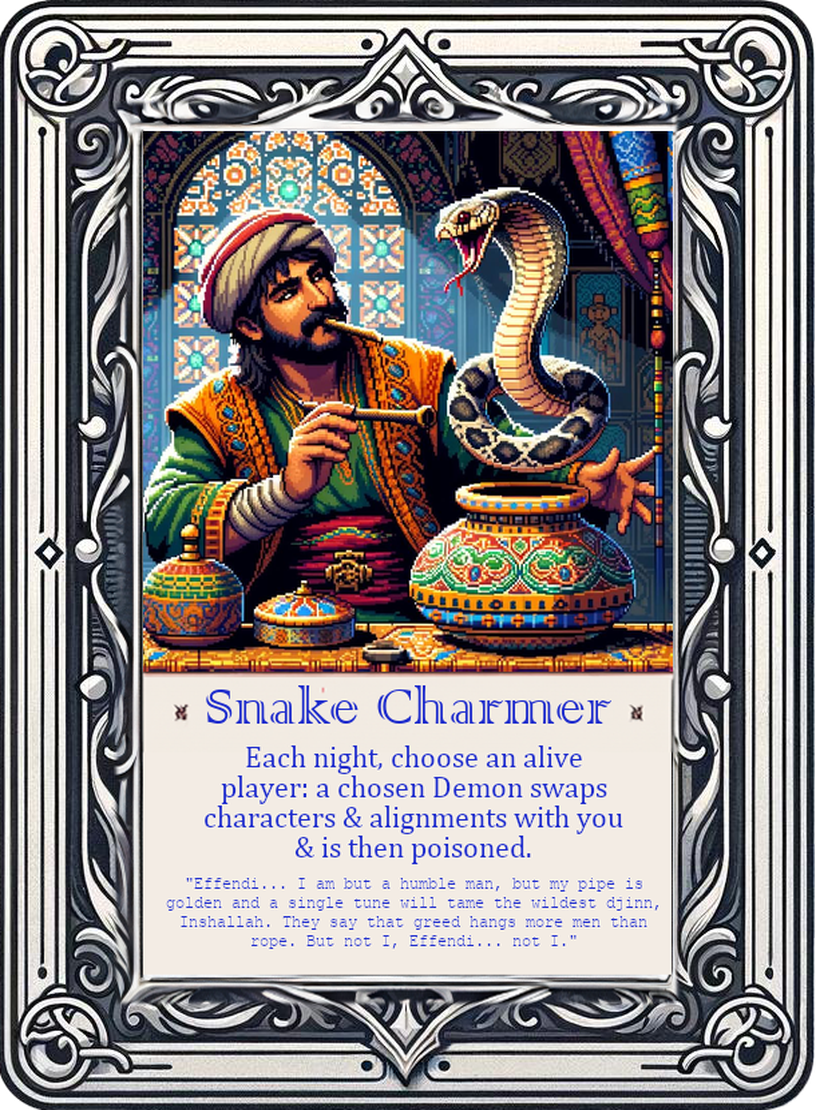 Snake Charmer
Each night, choose an alive
player: a chosen Demon swaps
characters & alignments with you
& is then poisoned.
"Effendi... I am but a humble man, but my pipe is
golden and a single tune will tame the wildest djinn,
Inshallah. They say that greed hangs more men than
rope. But not I, Effendi... not I."